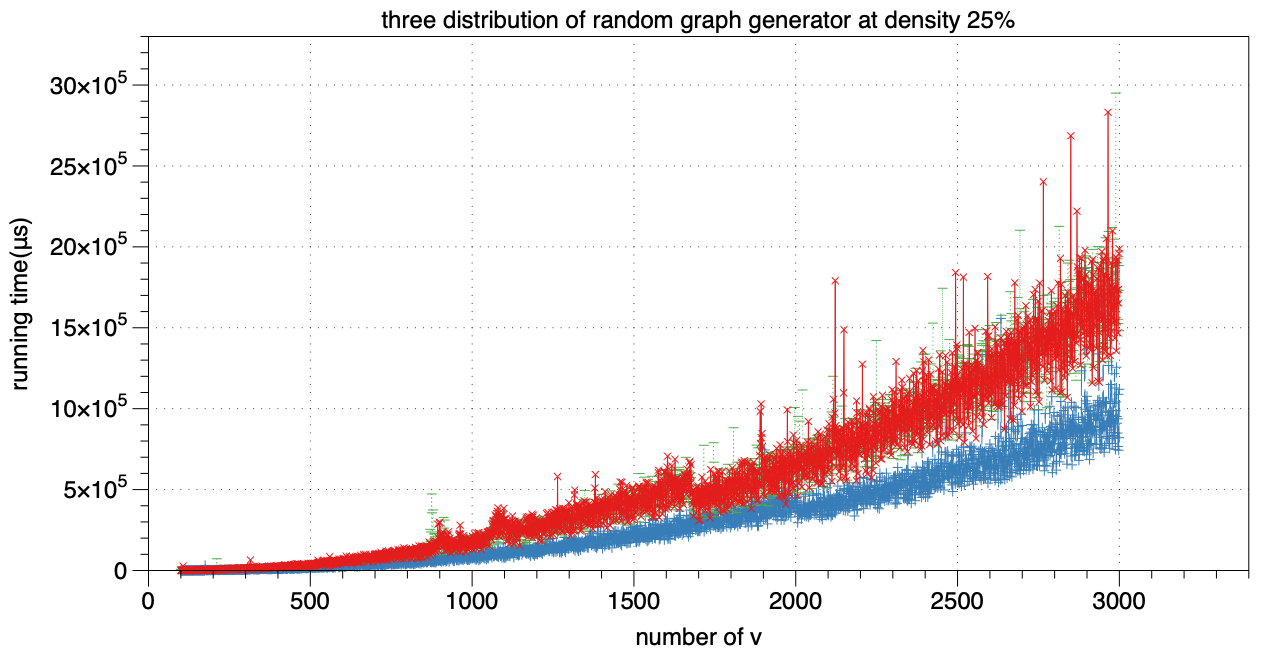 three distribution of random graph generator at density 25%
30×10⁵
25×10⁵
20×10⁵
15×10⁵
10×10⁵
5×10⁵
0
running time(µs)
0 500 1000 1500 2000 2500 3000
number of v